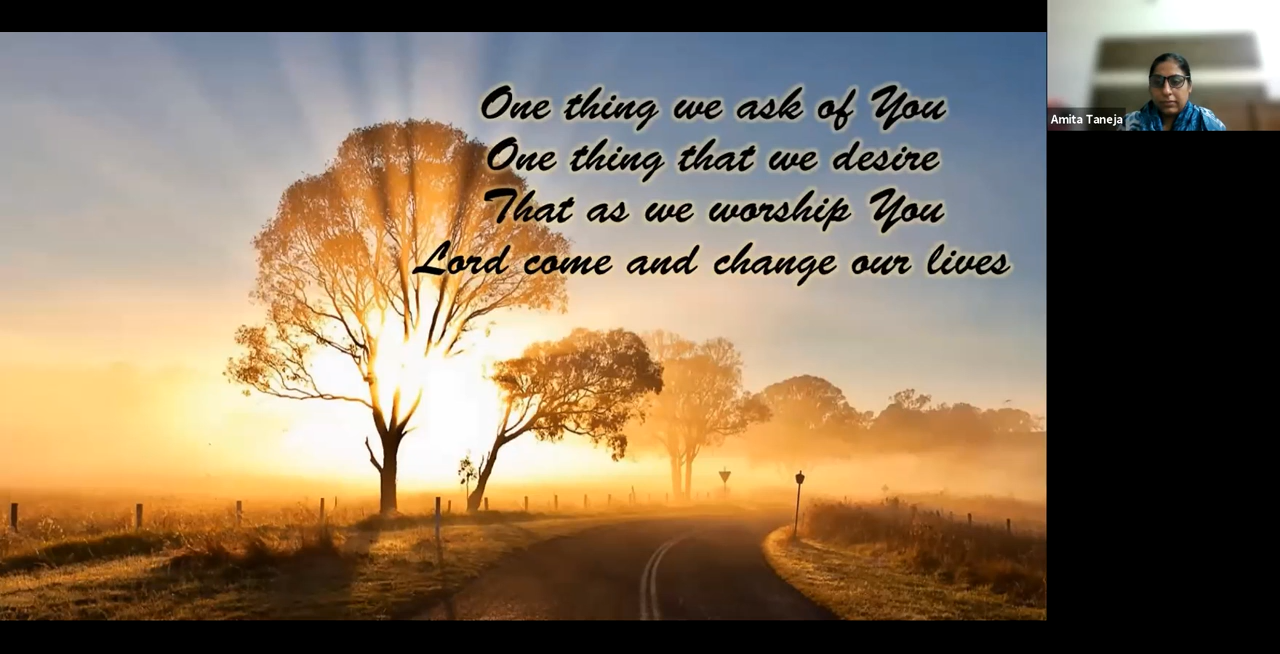 One thing we ask of You
One thing that we desire
That as we worship You
Lord come and change our lives
Amita Taneja